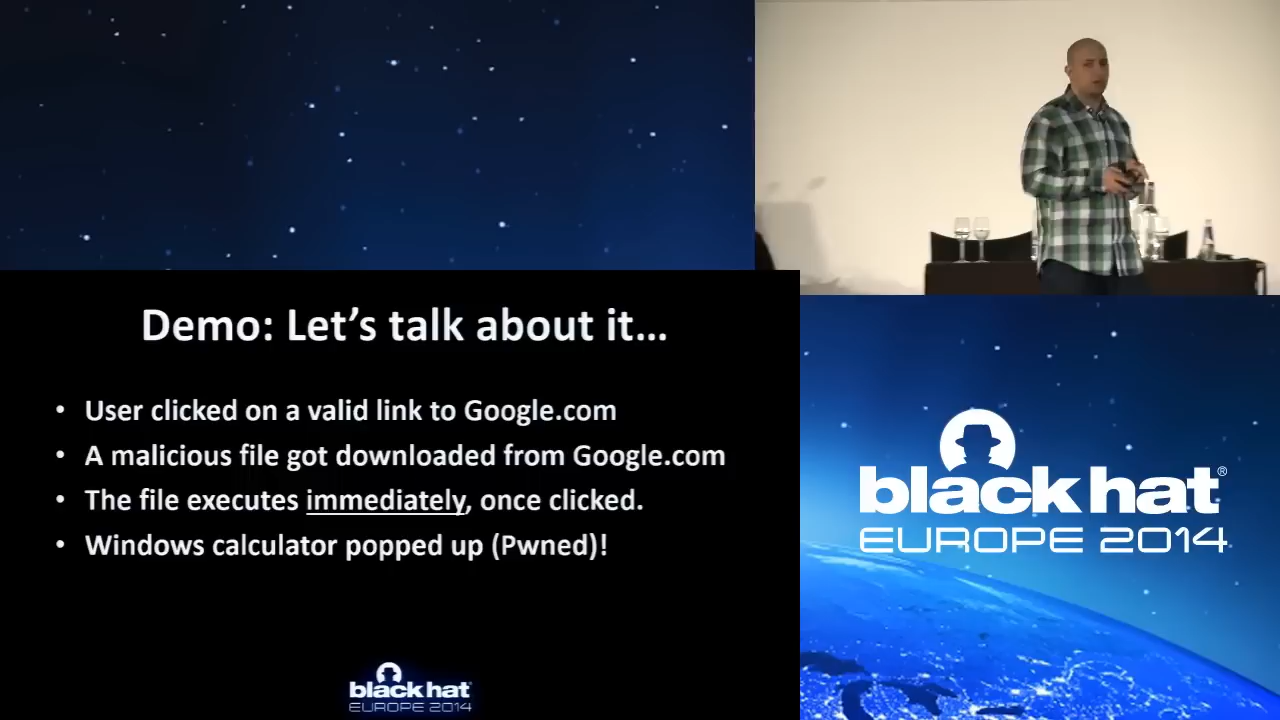 Demo: Let's talk about it...
• User clicked on a valid link to Google.com
• A malicious file got downloaded from Google.com
• The file executes immediately, once clicked.
• Windows calculator popped up (Pwned)!
black hat
EUROPE 2014
black hat®
EUROPE 2014